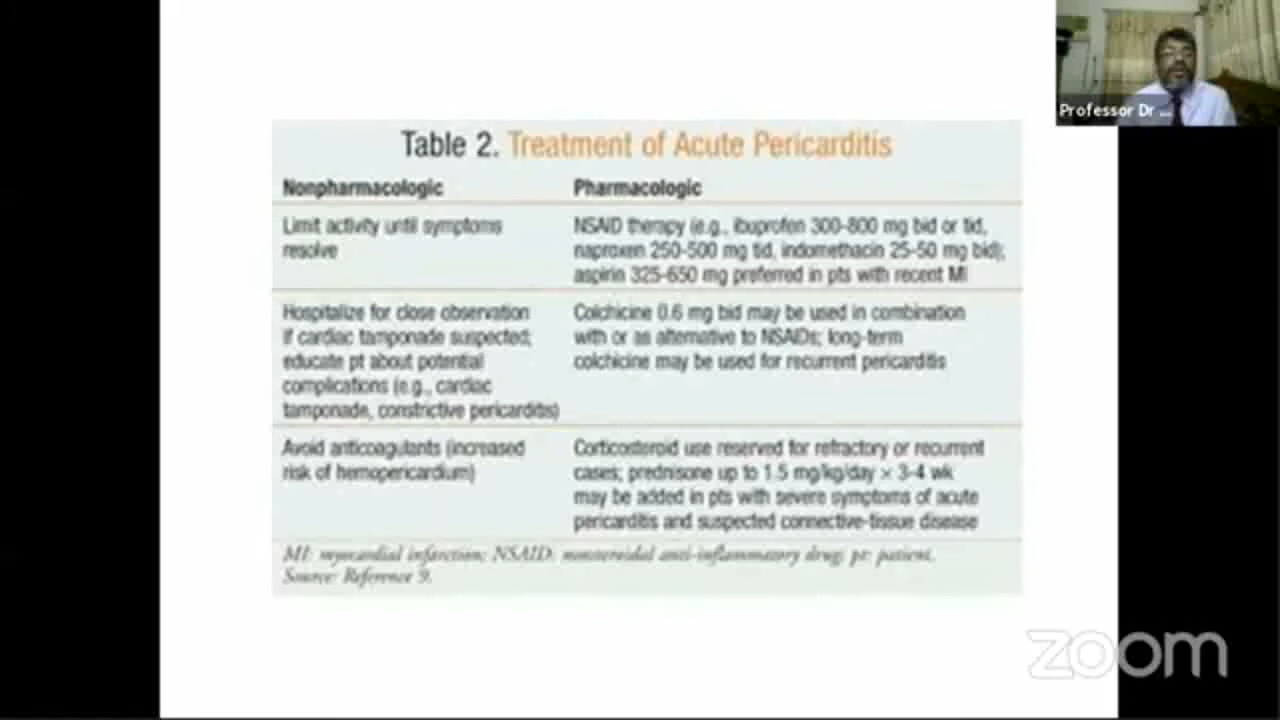 Professor Dr ...
Table 2. Treatment of Acute Pericarditis
Nonpharmacologic
Pharmacologic
Limit activity until symptoms
resolve
NSAID therapy (e.g., ibuprofen 300-800 mg bid or tid,
naproxen 250-500 mg tid, indomethacin 25-50 mg bid);
aspirin 325-650 mg preferred in pts with recent MI
Hospitalize for close observation
if cardiac tamponade suspected;
educate pt about potential
complications (e.g., cardiac
tamponade, constrictive pericarditis)
Colchicine 0.6 mg bid may be used in combination
with or as alternative to NSAIDs; long-term
colchicine may be used for recurrent pericarditis
Avoid anticoagulants (increased
risk of hemopericardium)
Corticosteroid use reserved for refractory or recurrent
cases; prednisone up to 1.5 mg/kg/day × 3-4 wk
may be added in pts with severe symptoms of acute
pericarditis and suspected connective-tissue disease
MI: myocardial infarction; NSAID: nonsteroidal anti-inflammatory drug; pt: patient.
Source: Reference 9.
zoom